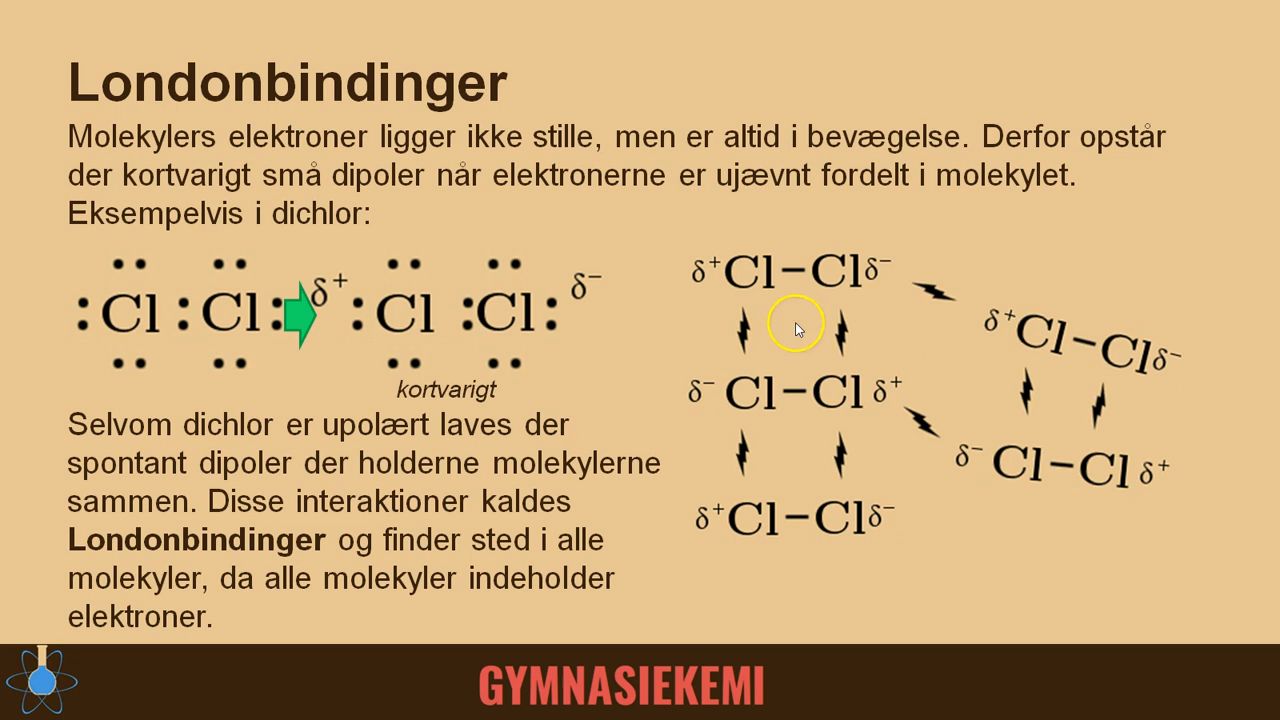 Londonbindinger
Molekylers elektroner ligger ikke stille, men er altid i bevægelse. Derfor opstår
der kortvarigt små dipoler når elektronerne er ujævnt fordelt i molekylet.
Eksempelvis i dichlor:
Cl : Cl δ⁺ Cl :Cl: δ⁻
kortvarigt
Selvom dichlor er upolært laves der
spontant dipoler der holderne molekylerne
sammen. Disse interaktioner kaldes
Londonbindinger og finder sted i alle
molekyler, da alle molekyler indeholder
elektroner.
δ⁺Cl–Clδ⁻
δ⁺Cl–Clδ⁻
δ⁻ Cl–Cl δ⁺
δ⁻ Cl–Cl δ⁺
δ⁺Cl–Clδ⁻
GYMNASIEKEMI